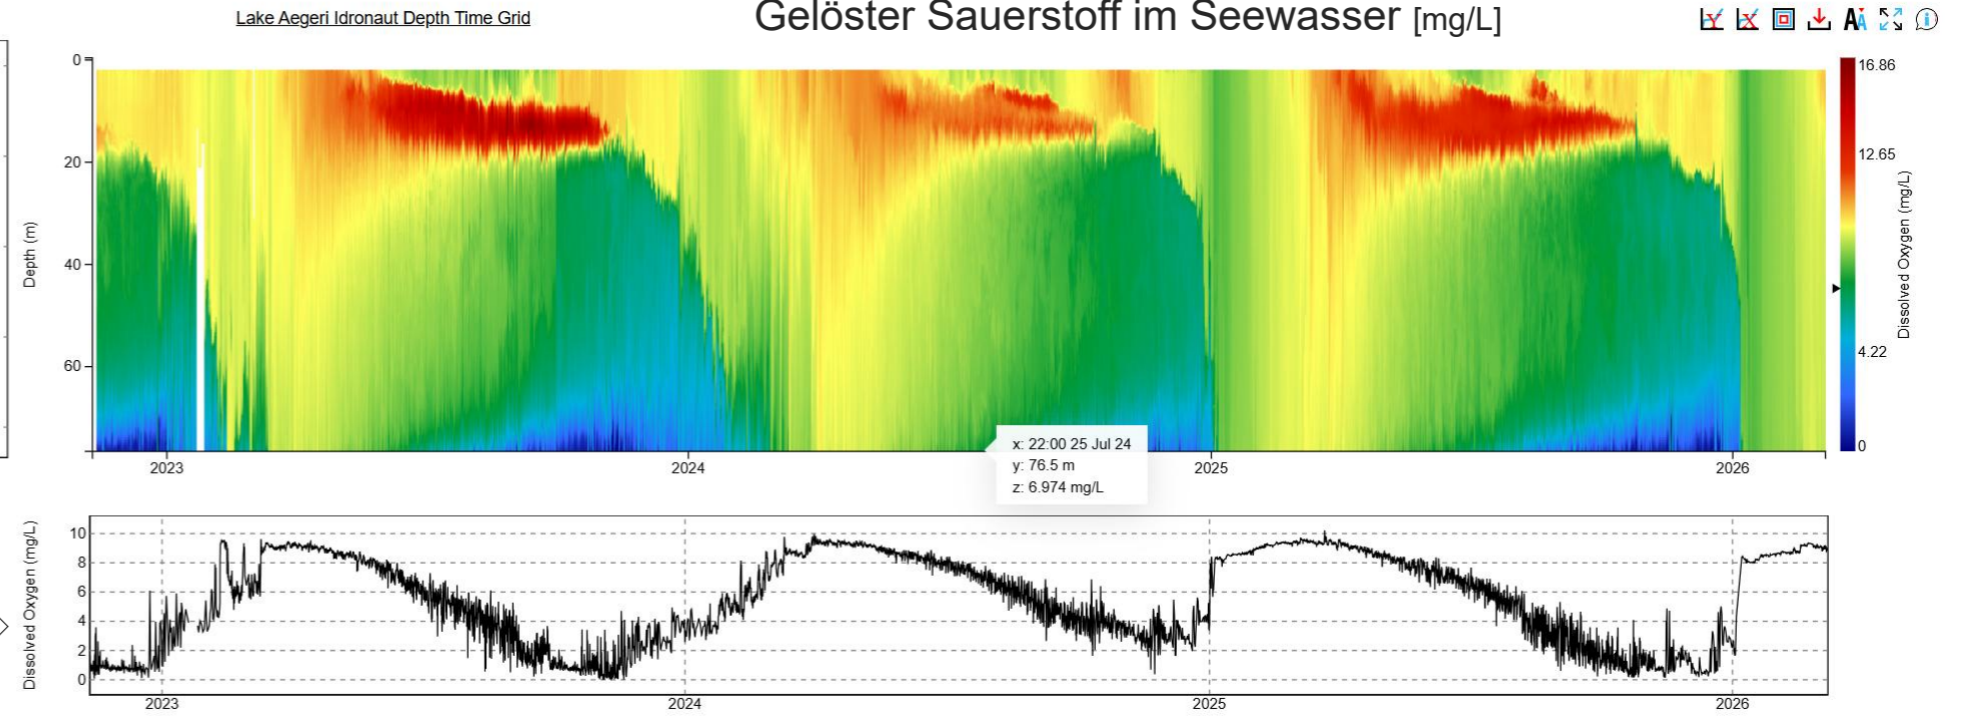 Lake Aegeri Idronaut Depth Time Grid
Gelöster Sauerstoff im Seewasser [mg/L]
Depth (m)
0
20
40
60
2023
2024
2025
2026
x: 22:00 25 Jul 24
y: 76.5 m
z: 6.974 mg/L
16.86
12.65
4.22
0
Dissolved Oxygen (mg/L)
Dissolved Oxygen (mg/L)
10
8
6
4
2
0
2023
2024
2025
2026